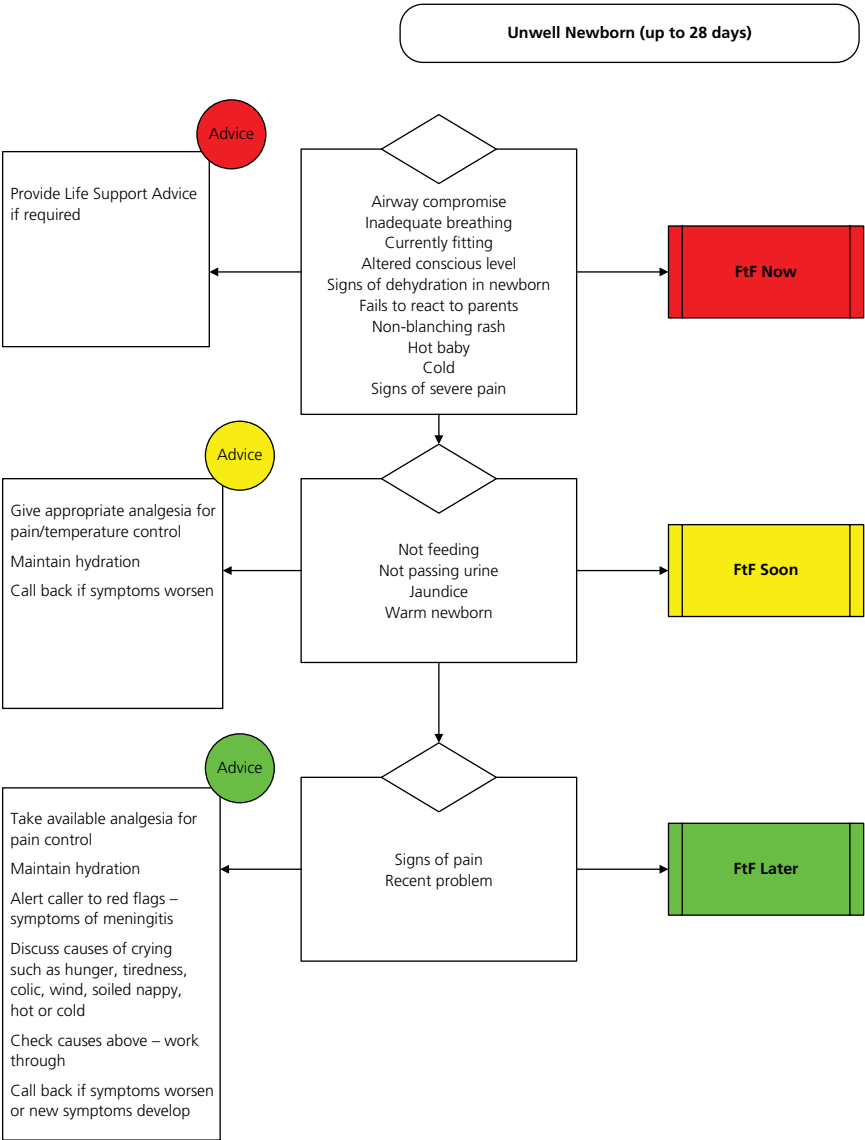 Unwell Newborn (up to 28 days)
Advice
Provide Life Support Advice
if required
Airway compromise
Inadequate breathing
Currently fitting
Altered conscious level
Signs of dehydration in newborn
Fails to react to parents
Non-blanching rash
Hot baby
Cold
Signs of severe pain
FtF Now
Advice
Give appropriate analgesia for
pain/temperature control
Maintain hydration
Call back if symptoms worsen
Not feeding
Not passing urine
Jaundice
Warm newborn
FtF Soon
Advice
Take available analgesia for
pain control
Maintain hydration
Alert caller to red flags –
symptoms of meningitis
Discuss causes of crying
such as hunger, tiredness,
colic, wind, soiled nappy,
hot or cold
Check causes above – work
through
Call back if symptoms worsen
or new symptoms develop
Signs of pain
Recent problem
FtF Later